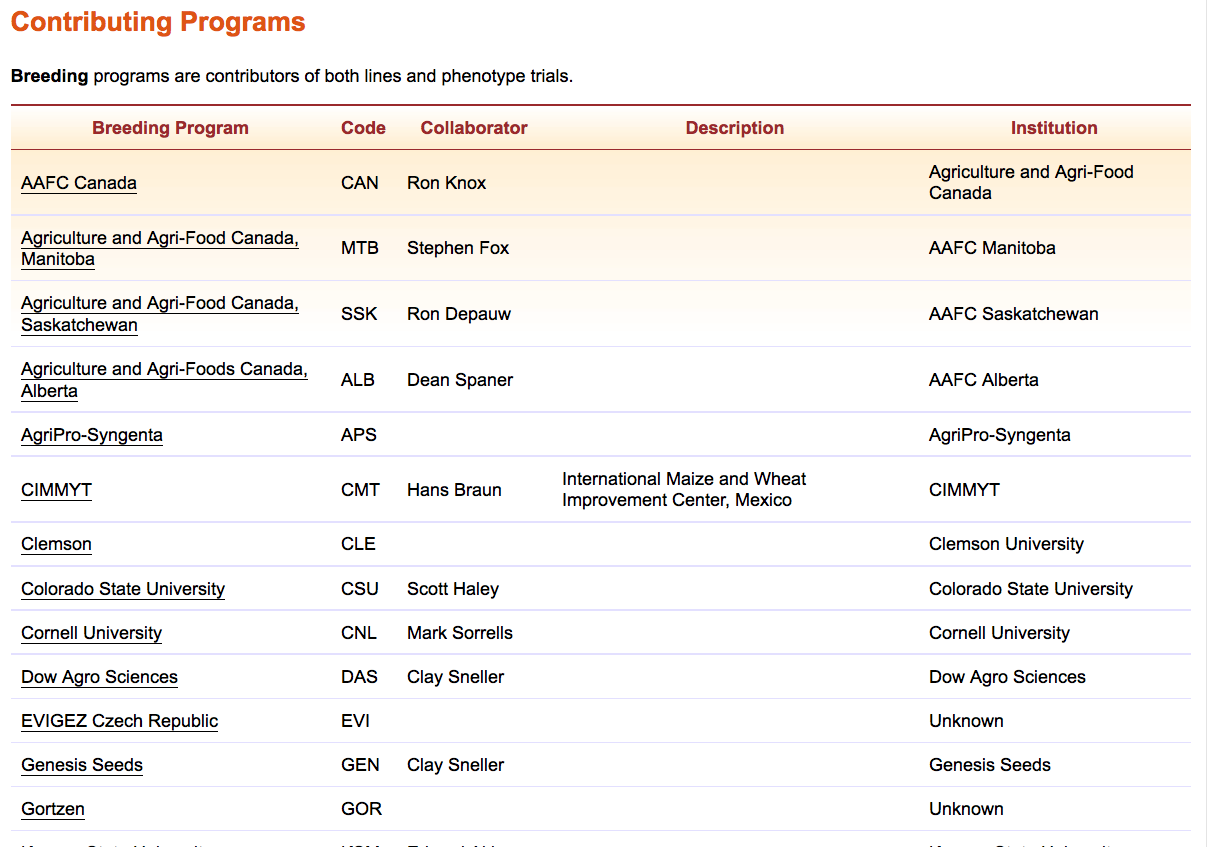 Contributing Programs
Breeding programs are contributors of both lines and phenotype trials.
Breeding Program Code Collaborator Description Institution
AAFC Canada CAN Ron Knox Agriculture and Agri-Food Canada
Agriculture and Agri-Food Canada, Manitoba MTB Stephen Fox AAFC Manitoba
Agriculture and Agri-Food Canada, Saskatchewan SSK Ron Depauw AAFC Saskatchewan
Agriculture and Agri-Foods Canada, Alberta ALB Dean Spaner AAFC Alberta
AgriPro-Syngenta APS AgriPro-Syngenta
CIMMYT CMT Hans Braun International Maize and Wheat Improvement Center, Mexico CIMMYT
Clemson CLE Clemson University
Colorado State University CSU Scott Haley Colorado State University
Cornell University CNL Mark Sorrells Cornell University
Dow Agro Sciences DAS Clay Sneller Dow Agro Sciences
EVIGEZ Czech Republic EVI Unknown
Genesis Seeds GEN Clay Sneller Genesis Seeds
Gortzen GOR Unknown